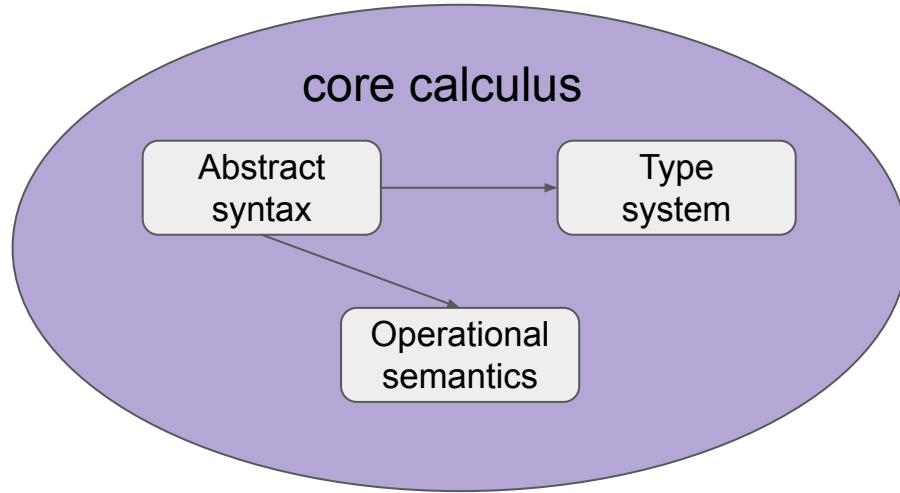 core calculus
Abstract
syntax
Type
system
Operational
semantics